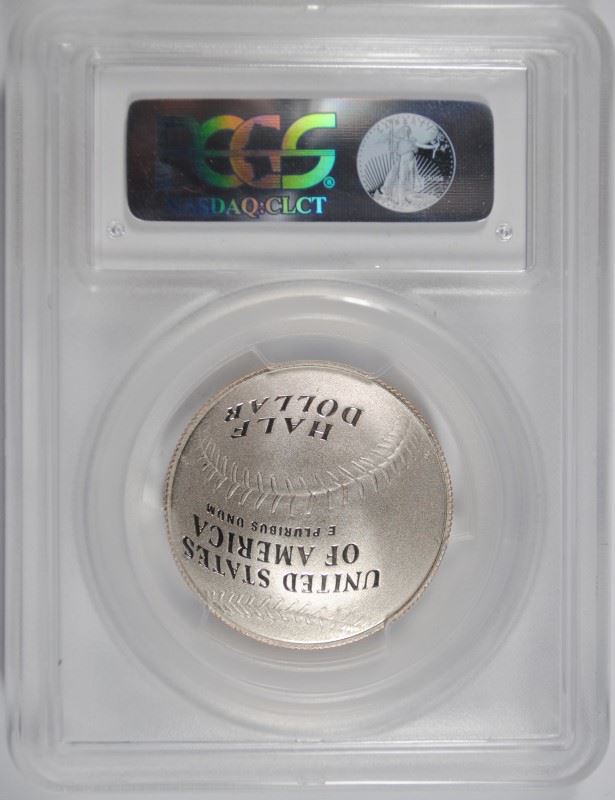 PCGS®
NASDAQ:CLCT
UNITED STATES
OF AMERICA
E PLURIBUS UNUM
HALF
DOLLAR